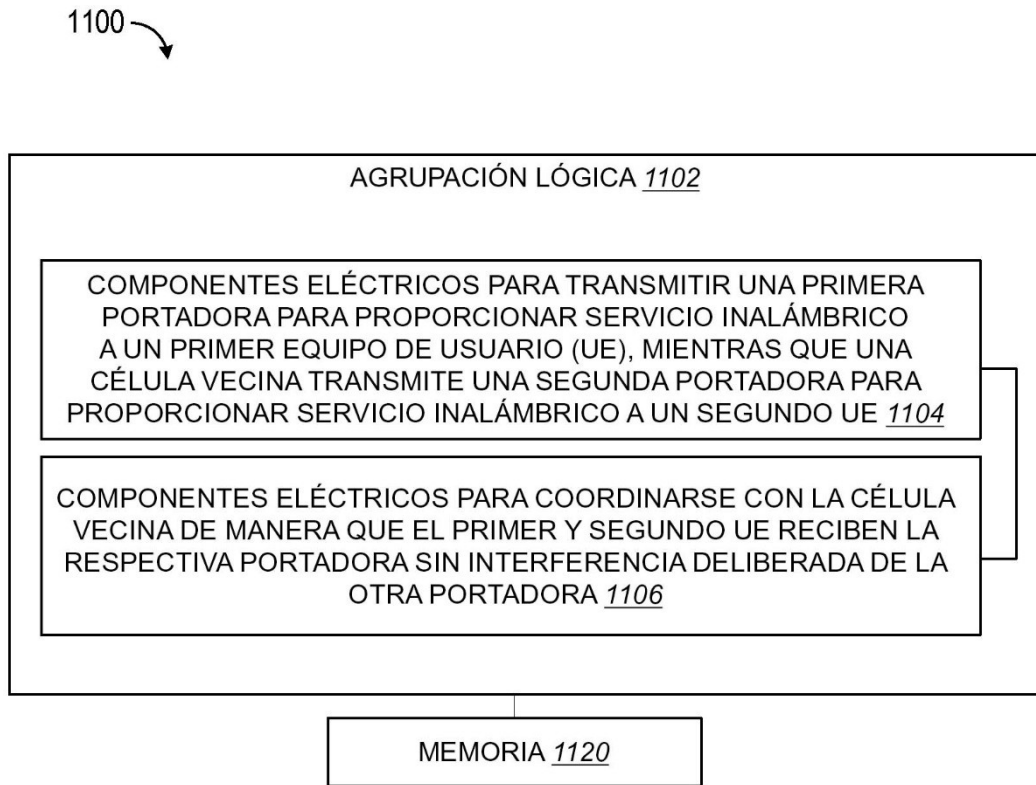 1100
AGRUPACIÓN LÓGICA 1102
COMPONENTES ELÉCTRICOS PARA TRANSMITIR UNA PRIMERA
PORTADORA PARA PROPORCIONAR SERVICIO INALÁMBRICO
A UN PRIMER EQUIPO DE USUARIO (UE), MIENTRAS QUE UNA
CÉLULA VECINA TRANSMITE UNA SEGUNDA PORTADORA PARA
PROPORCIONAR SERVICIO INALÁMBRICO A UN SEGUNDO UE 1104
COMPONENTES ELÉCTRICOS PARA COORDINARSE CON LA CÉLULA
VECINA DE MANERA QUE EL PRIMER Y SEGUNDO UE RECIBEN LA
RESPECTIVA PORTADORA SIN INTERFERENCIA DELIBERADA DE LA
OTRA PORTADORA 1106
MEMORIA 1120